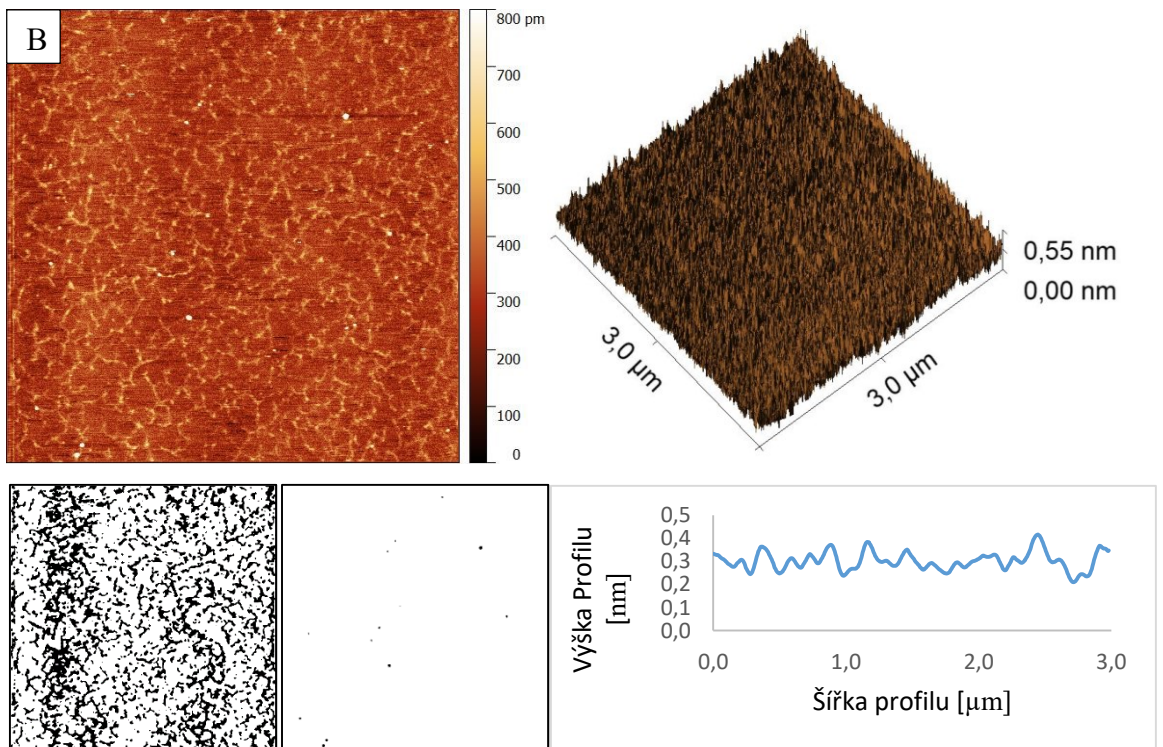 B
800 pm
700
600
500
400
300
200
100
0
0,55 nm
0,00 nm
3,0 µm
3,0 µm
Výška Profilu
[nm]
0,5
0,4
0,3
0,2
0,1
0,0
0,0
1,0
2,0
3,0
Šířka profilu [µm]